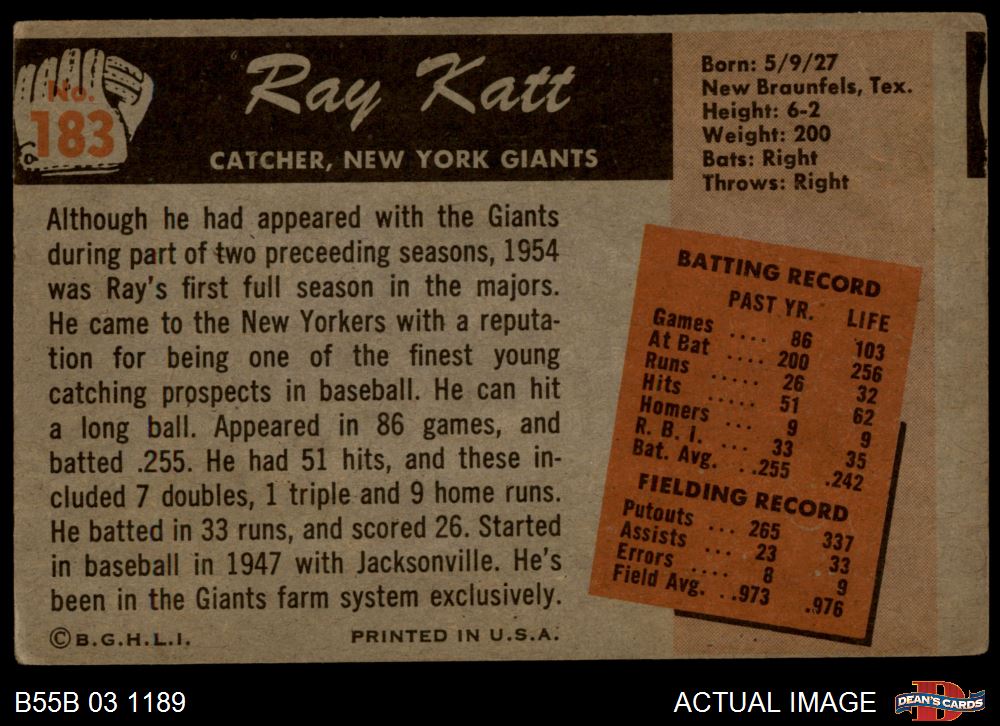 No.
183
Ray Katt
CATCHER, NEW YORK GIANTS
Born: 5/9/27
New Braunfels, Tex.
Height: 6-2
Weight: 200
Bats: Right
Throws: Right
Although he had appeared with the Giants
during part of two preceeding seasons, 1954
was Ray's first full season in the majors.
He came to the New Yorkers with a reputa-
tion for being one of the finest young
catching prospects in baseball. He can hit
a long ball. Appeared in 86 games, and
batted .255. He had 51 hits, and these in-
cluded 7 doubles, 1 triple and 9 home runs.
He batted in 33 runs, and scored 26. Started
in baseball in 1947 with Jacksonville. He's
been in the Giants farm system exclusively.
©B.G.H.L.I. PRINTED IN U.S.A.
BATTING RECORD
PAST YR. LIFE
Games .... 86 103
At Bat .... 200 256
Runs ..... 26 32
Hits ..... 51 62
Homers ... 9 9
R. B. I. ... 33 35
Bat. Avg. . .255 .242
FIELDING RECORD
Putouts ... 265 337
Assists ... 23 33
Errors .... 8 9
Field Avg. . .973 .976
B55B 03 1189
ACTUAL IMAGE
D
DEAN'S CARDS